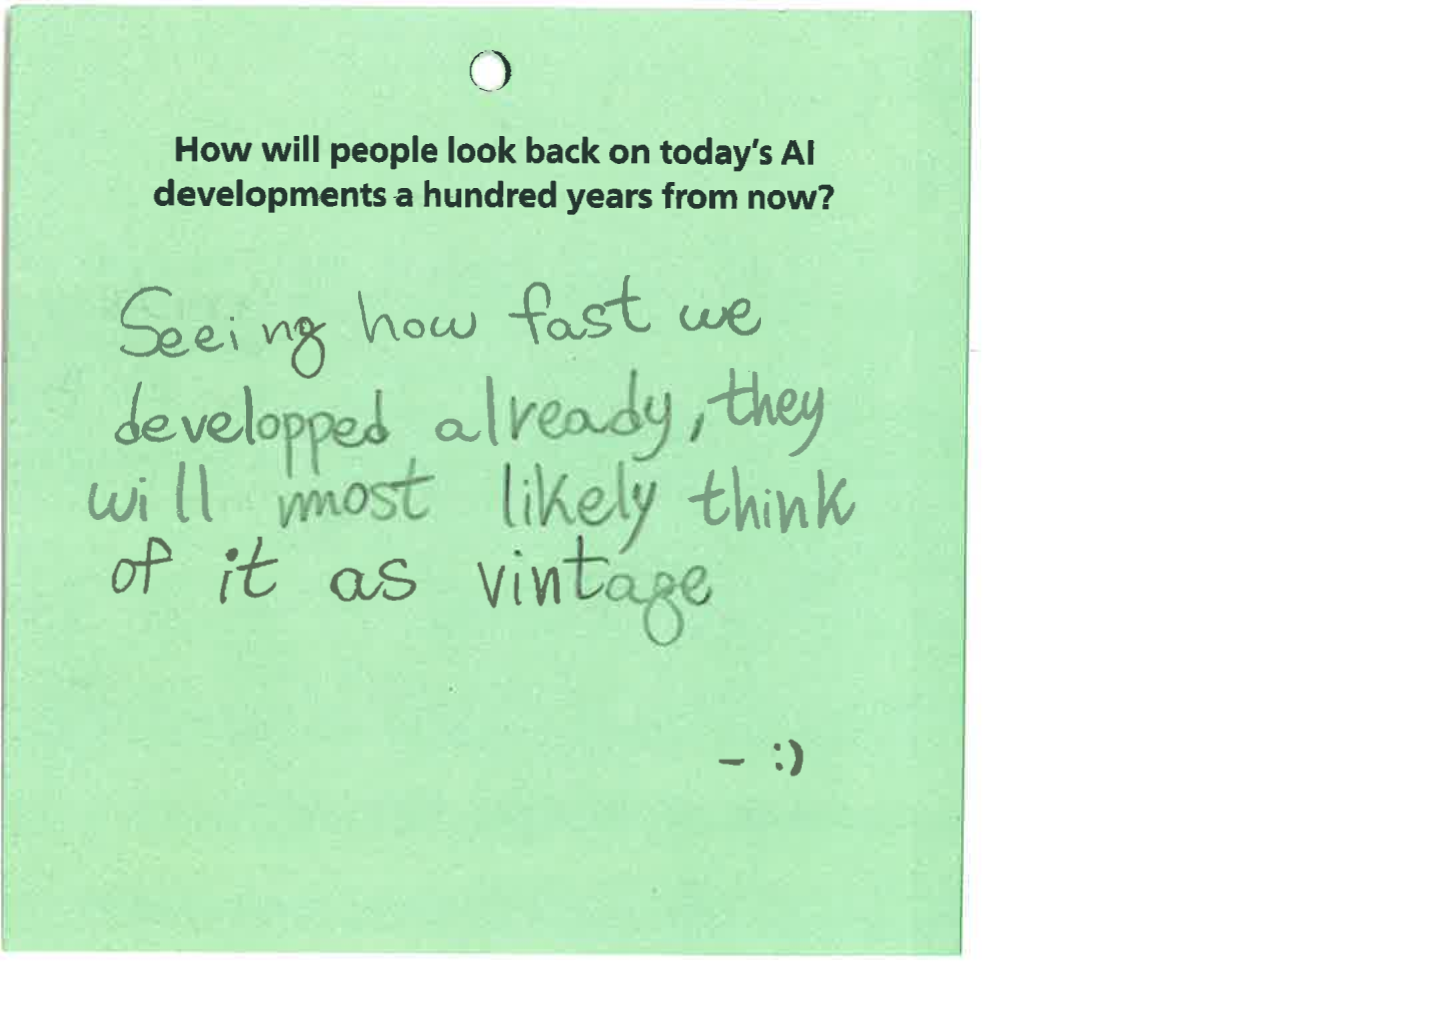 How will people look back on today's AI
developments a hundred years from now?
Seeing how fast we
developped already, they
will most likely think
of it as vintage
- :)